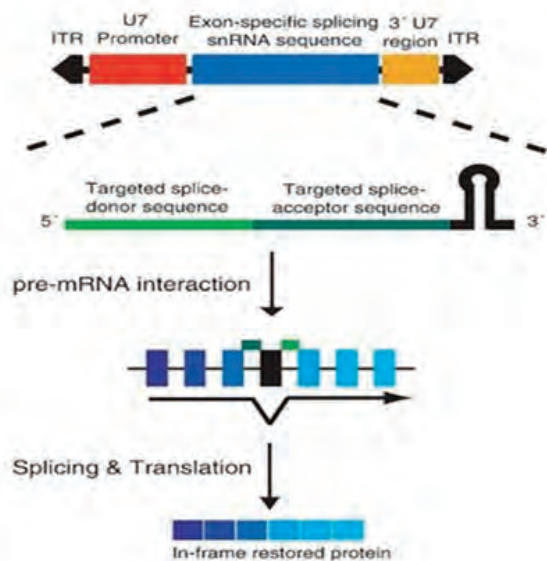 U7
Promoter
Exon-specific splicing
snRNA sequence
3´ U7
region
ITR
ITR
Targeted splice-
donor sequence
Targeted splice-
acceptor sequence
5´
3´
pre-mRNA interaction
Splicing & Translation
In-frame restored protein